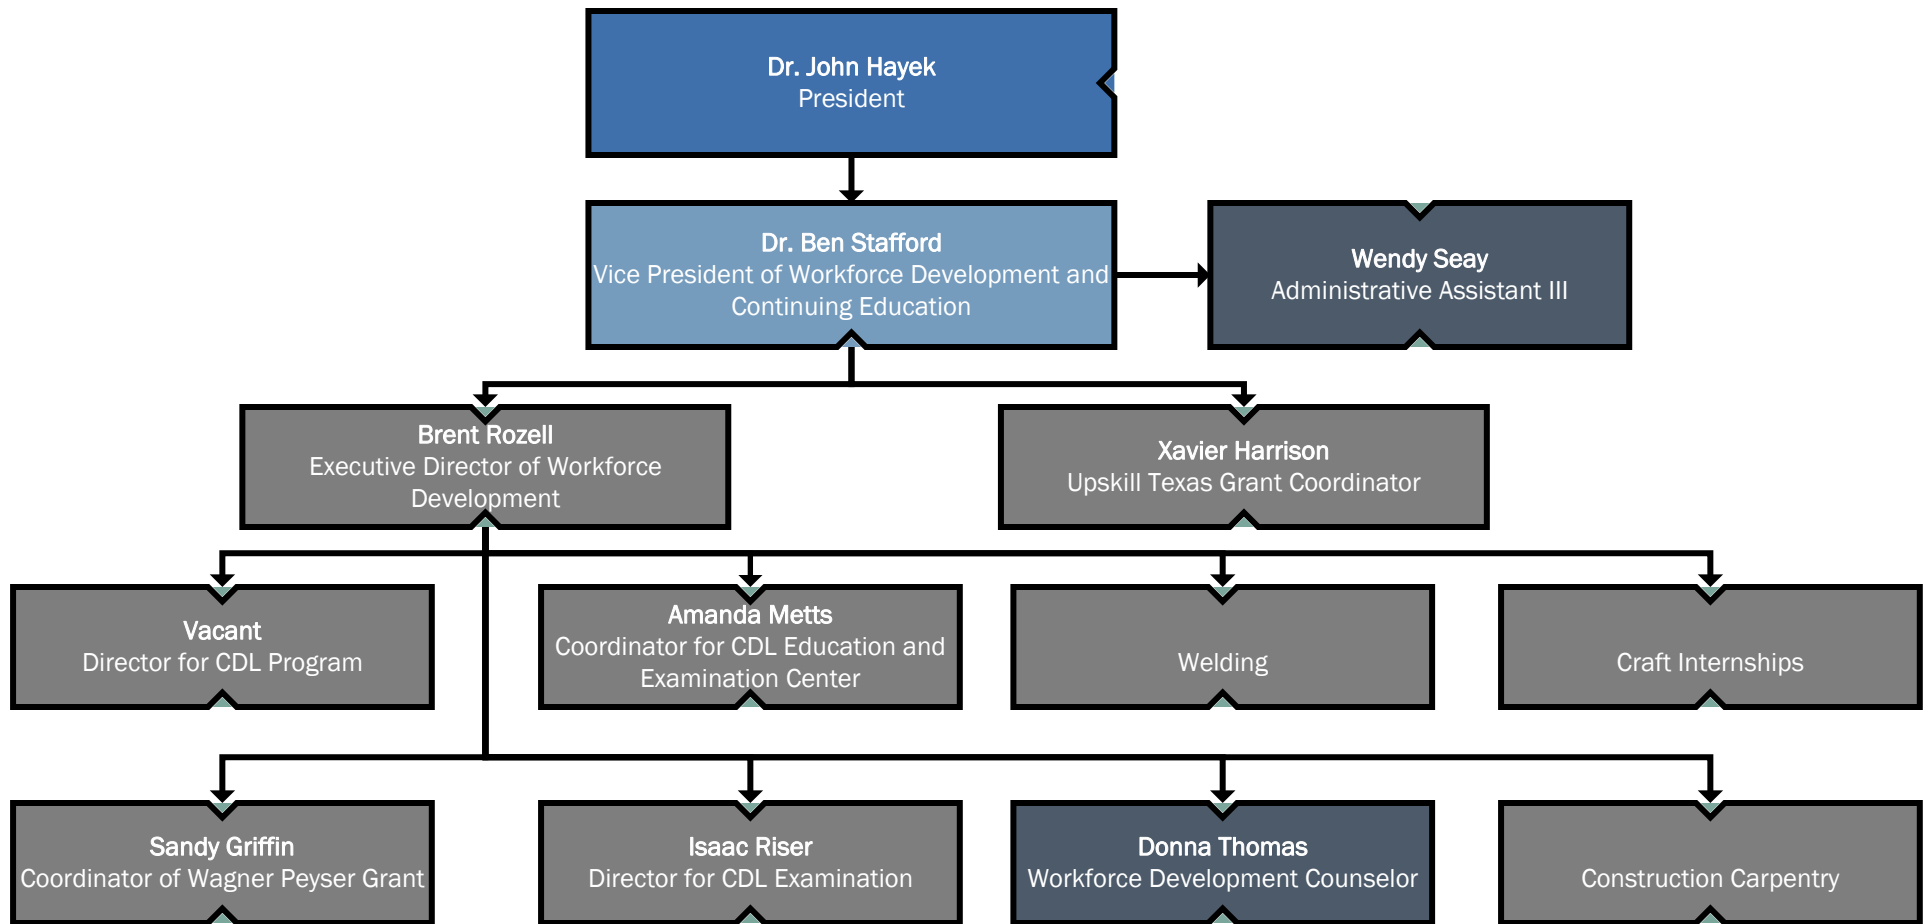 Dr. John Hayek
President
Dr. Ben Stafford
Vice President of Workforce Development and
Continuing Education
Wendy Seay
Administrative Assistant III
Brent Rozell
Executive Director of Workforce
Development
Xavier Harrison
Upskill Texas Grant Coordinator
Vacant
Director for CDL Program
Amanda Metts
Coordinator for CDL Education and
Examination Center
Welding
Craft Internships
Sandy Griffin
Coordinator of Wagner Peyser Grant
Isaac Riser
Director for CDL Examination
Donna Thomas
Workforce Development Counselor
Construction Carpentry